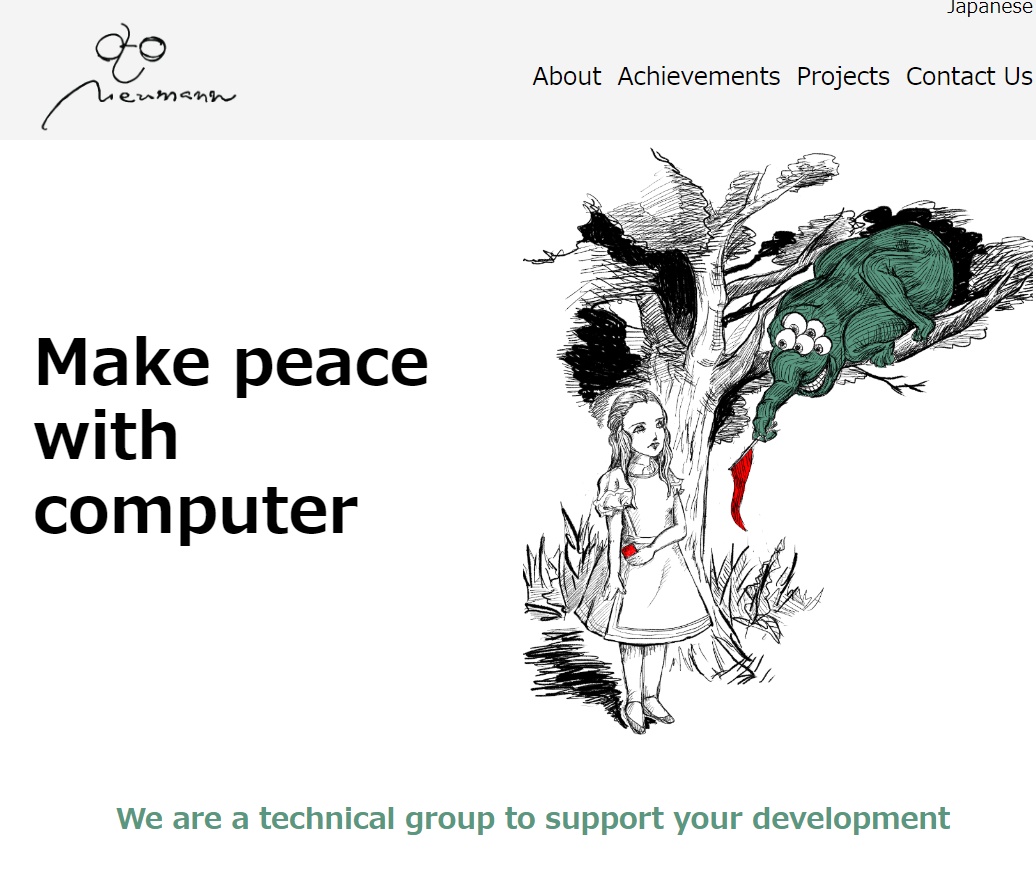 Japanese
neumann
About Achievements Projects Contact Us
Make peace
with
computer
We are a technical group to support your development